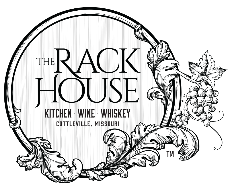 THE RACK
HOUSE
KITCHEN WINE WHISKEY
COTTLEVILLE, MISSOURI
TM